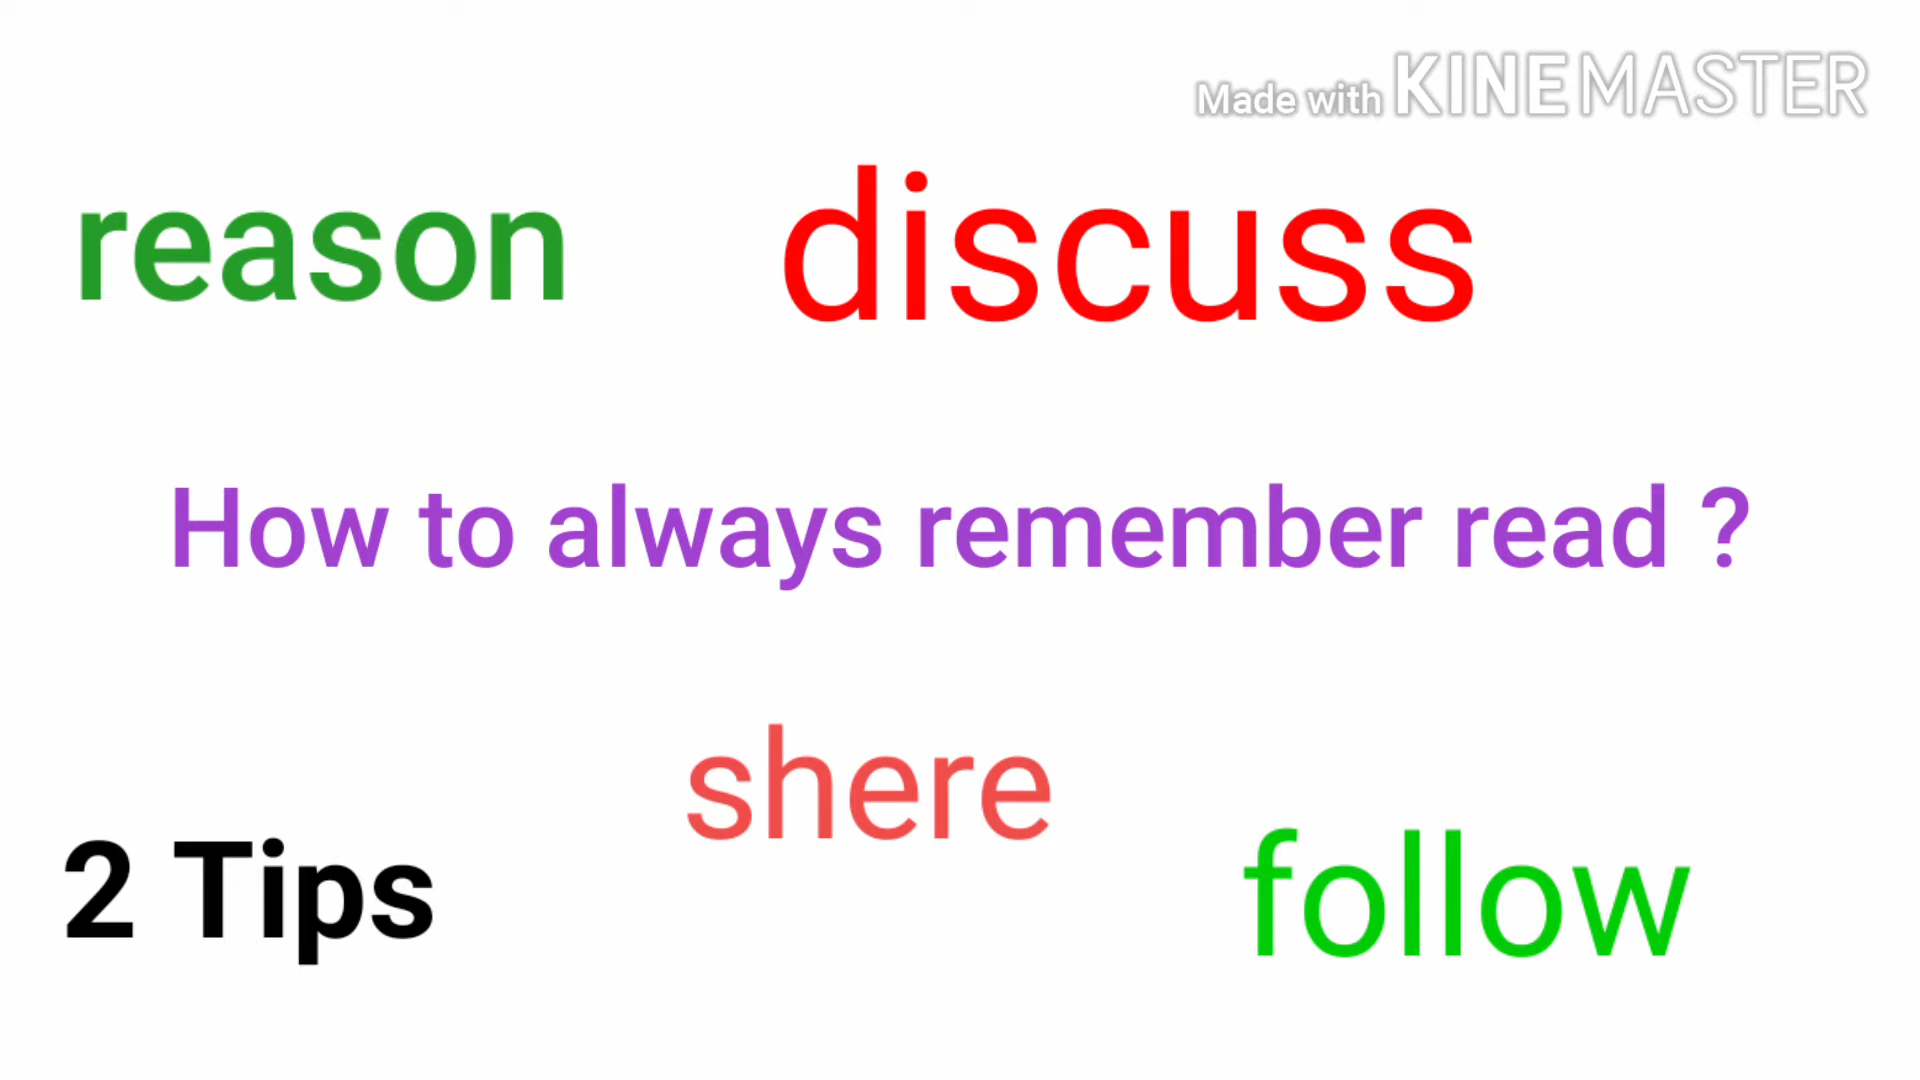 Made with KINEMASTER
reason
discuss
How to always remember read ?
shere
2 Tips
follow